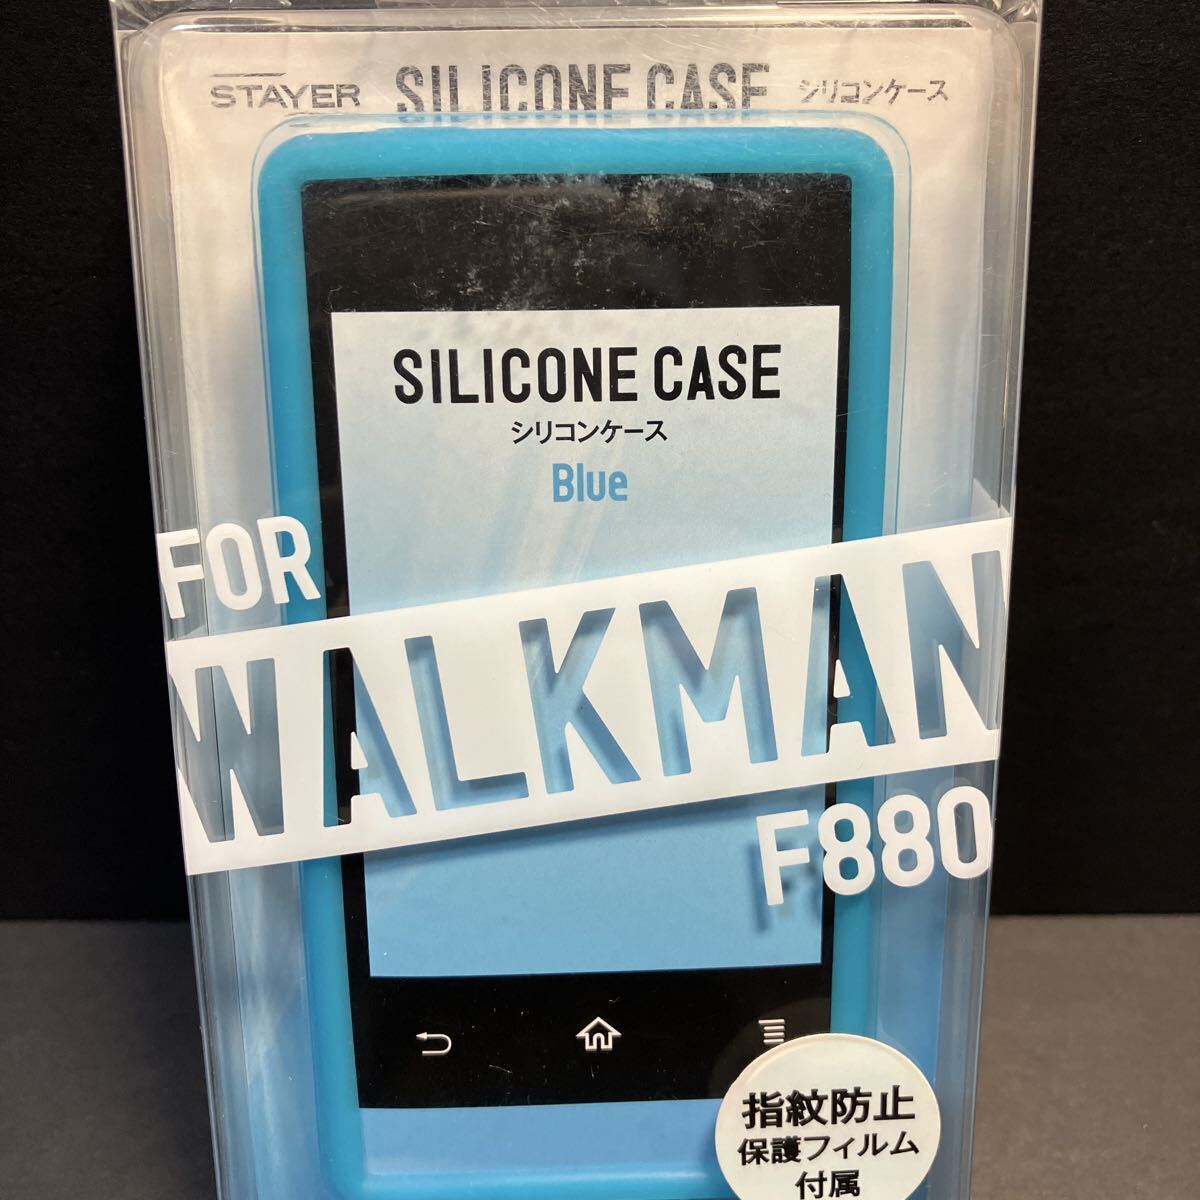 STAYER SILICONE CASE シリコンケース
SILICONE CASE
シリコンケース
Blue
FOR
WALKMAN
F880
指紋防止
保護フィルム
付属